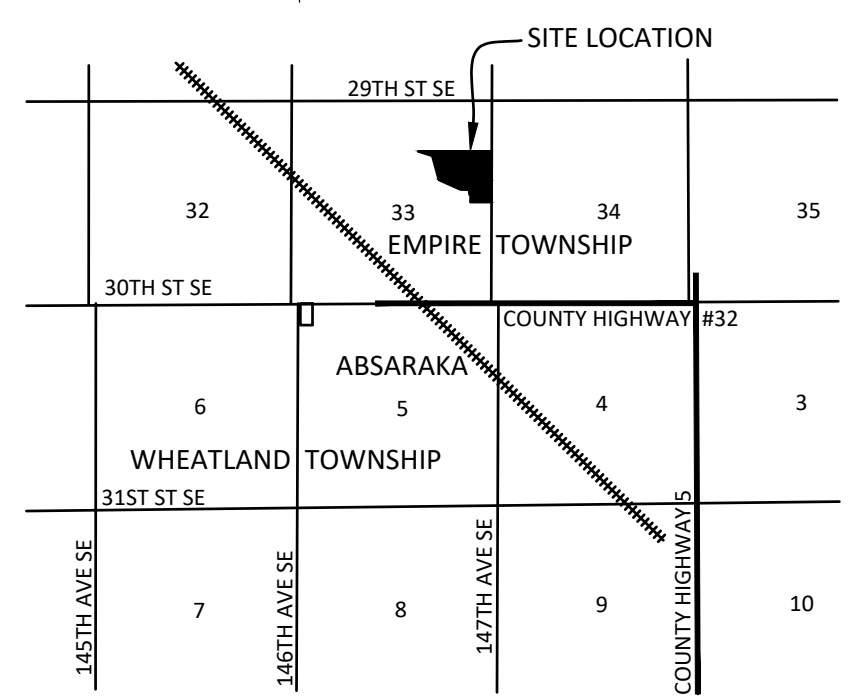 SITE LOCATION
29TH ST SE
32
33
34
35
EMPIRE TOWNSHIP
30TH ST SE
COUNTY HIGHWAY #32
ABSARAKA
6
5
4
3
WHEATLAND TOWNSHIP
31ST ST SE
145TH AVE SE
146TH AVE SE
147TH AVE SE
COUNTY HIGHWAY 5
7
8
9
10